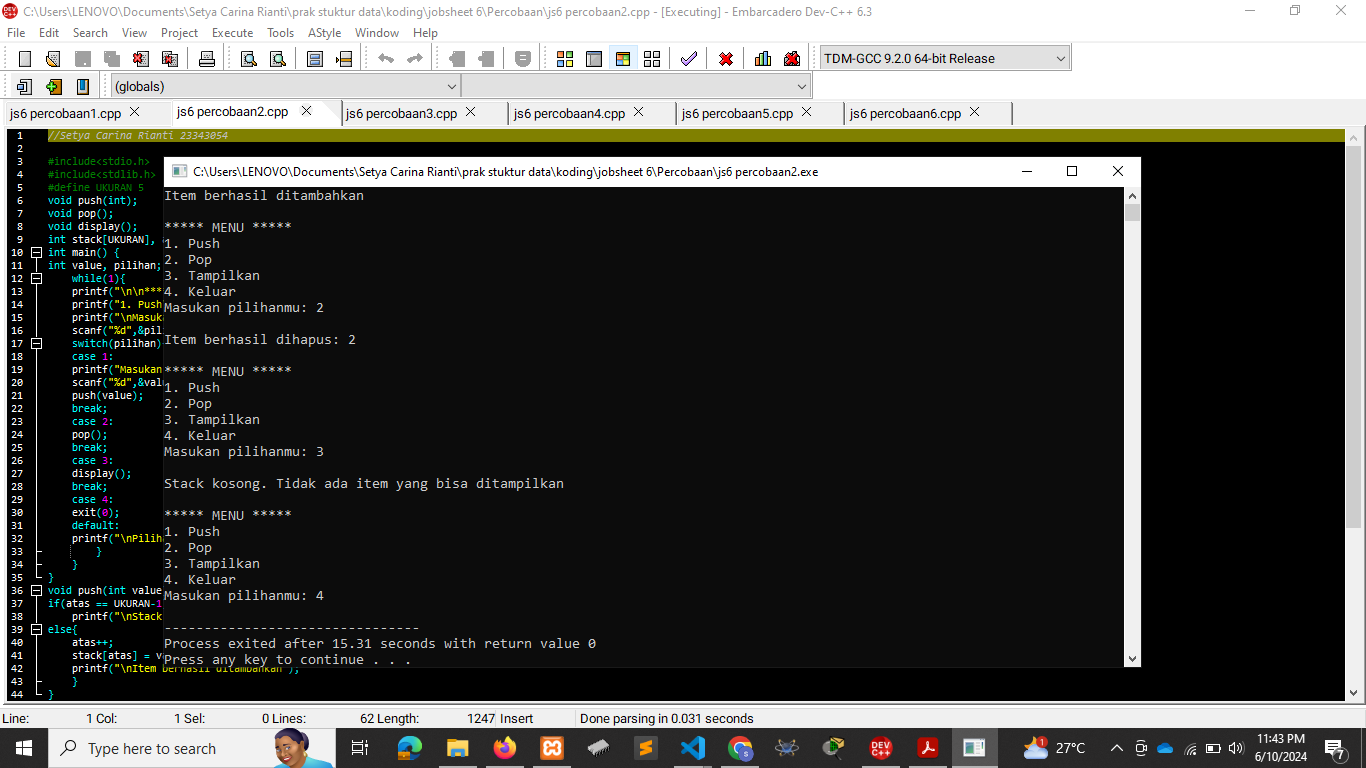 C:\Users\LENOVO\Documents\Setya Carina Rianti\prak stuktur data\koding\jobsheet 6\Percobaan\js6 percobaan2.cpp - [Executing] - Embarcadero Dev-C++ 6.3
File Edit Search View Project Execute Tools AStyle Window Help
TDM-GCC 9.2.0 64-bit Release
(globals)
js6 percobaan1.cpp js6 percobaan2.cpp js6 percobaan3.cpp js6 percobaan4.cpp js6 percobaan5.cpp js6 percobaan6.cpp
1 //Setya Carina Rianti 23343054
2
3 #include<stdio.h>
4 #include<stdlib.h>
5 #define UKURAN 5
6 void push(int);
7 void pop();
8 void display();
9 int stack[UKURAN],
10 int main() {
11 int value, pilihan;
12 while(1){
13 printf("\n\n***
14 printf("1. Push
15 printf("\nMasuk
16 scanf("%d",&pil
17 switch(pilihan)
18 case 1:
19 printf("Masukan
20 scanf("%d",&val
21 push(value);
22 break;
23 case 2:
24 pop();
25 break;
26 case 3:
27 display();
28 break;
29 case 4:
30 exit(0);
31 default:
32 printf("\nPilih
33 }
34 }
35 }
36 void push(int value
37 if(atas == UKURAN-1
38 printf("\nStack
39 else{
40 atas++;
41 stack[atas] = v
42 printf("\nItem berhasil ditambahkan");
43 }
44 }
C:\Users\LENOVO\Documents\Setya Carina Rianti\prak stuktur data\koding\jobsheet 6\Percobaan\js6 percobaan2.exe
Item berhasil ditambahkan
***** MENU *****
1. Push
2. Pop
3. Tampilkan
4. Keluar
Masukan pilihanmu: 2
Item berhasil dihapus: 2
***** MENU *****
1. Push
2. Pop
3. Tampilkan
4. Keluar
Masukan pilihanmu: 3
Stack kosong. Tidak ada item yang bisa ditampilkan
***** MENU *****
1. Push
2. Pop
3. Tampilkan
4. Keluar
Masukan pilihanmu: 4
--------------------------------
Process exited after 15.31 seconds with return value 0
Press any key to continue . . .
Line: 1 Col: 1 Sel: 0 Lines: 62 Length: 1247 Insert Done parsing in 0.031 seconds
Type here to search
DEV C++
1
27°C
11:43 PM
6/10/2024
7